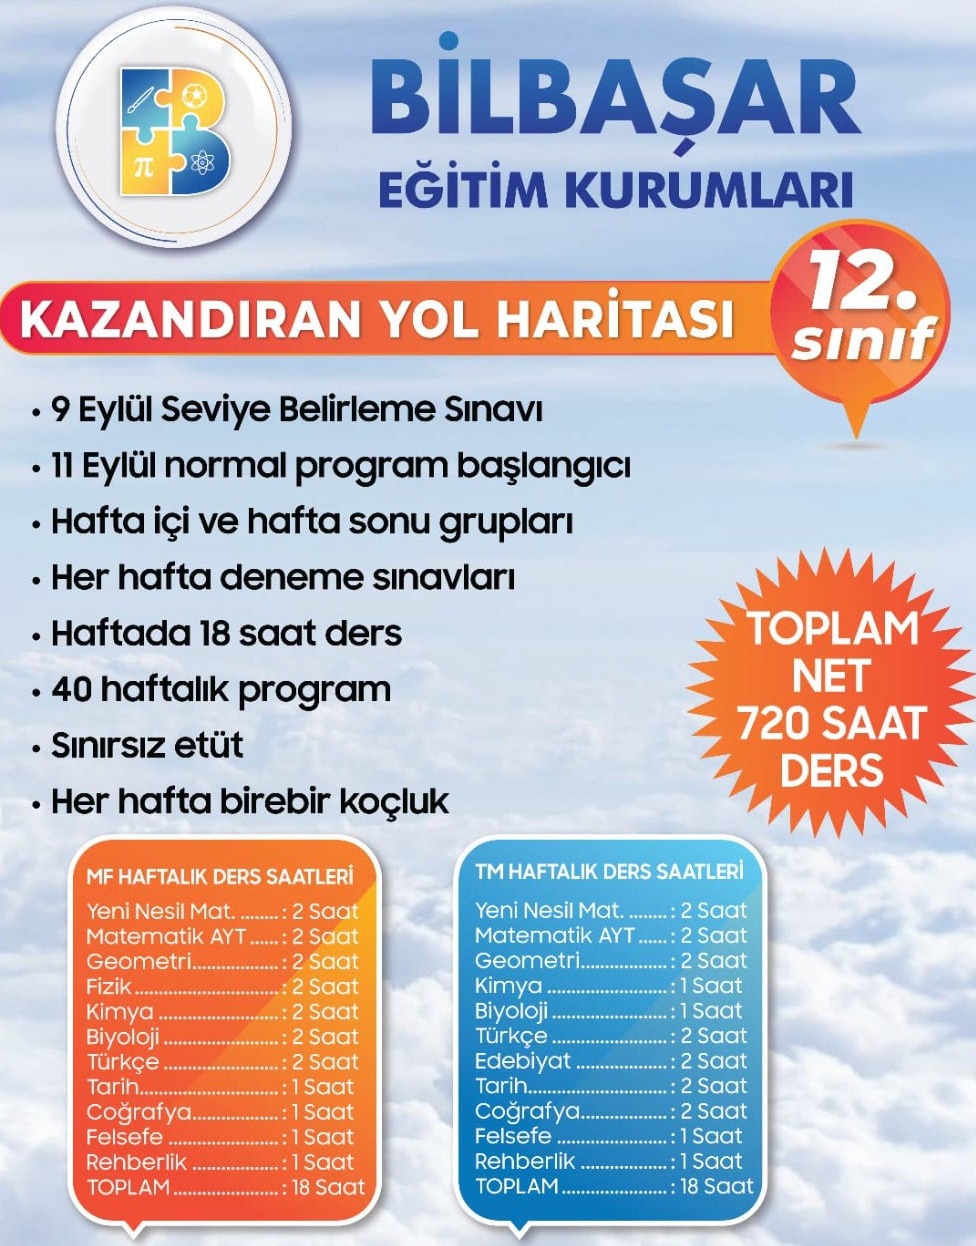 BİLBAŞAR
EĞİTİM KURUMLARI
KAZANDIRAN YOL HARİTASI
12.
sınıf
• 9 Eylül Seviye Belirleme Sınavı
• 11 Eylül normal program başlangıcı
• Hafta içi ve hafta sonu grupları
• Her hafta deneme sınavları
• Haftada 18 saat ders
• 40 haftalık program
• Sınırsız etüt
• Her hafta birebir koçluk
TOPLAM
NET
720 SAAT
DERS
MF HAFTALIK DERS SAATLERİ
Yeni Nesil Mat. ........ : 2 Saat
Matematik AYT ...... : 2 Saat
Geometri.................. : 2 Saat
Fizik ............................ : 2 Saat
Kimya ........................ : 2 Saat
Biyoloji ...................... : 2 Saat
Türkçe ....................... : 2 Saat
Tarih........................... : 1 Saat
Coğrafya.................. : 1 Saat
Felsefe ...................... : 1 Saat
Rehberlik .................. : 1 Saat
TOPLAM ..................... : 18 Saat
TM HAFTALIK DERS SAATLERİ
Yeni Nesil Mat. ........ : 2 Saat
Matematik AYT ...... : 2 Saat
Geometri.................. : 2 Saat
Kimya ........................ : 1 Saat
Biyoloji ...................... : 1 Saat
Türkçe ....................... : 2 Saat
Edebiyat ................... : 2 Saat
Tarih........................... : 2 Saat
Coğrafya.................. : 2 Saat
Felsefe ...................... : 1 Saat
Rehberlik .................. : 1 Saat
TOPLAM ..................... : 18 Saat